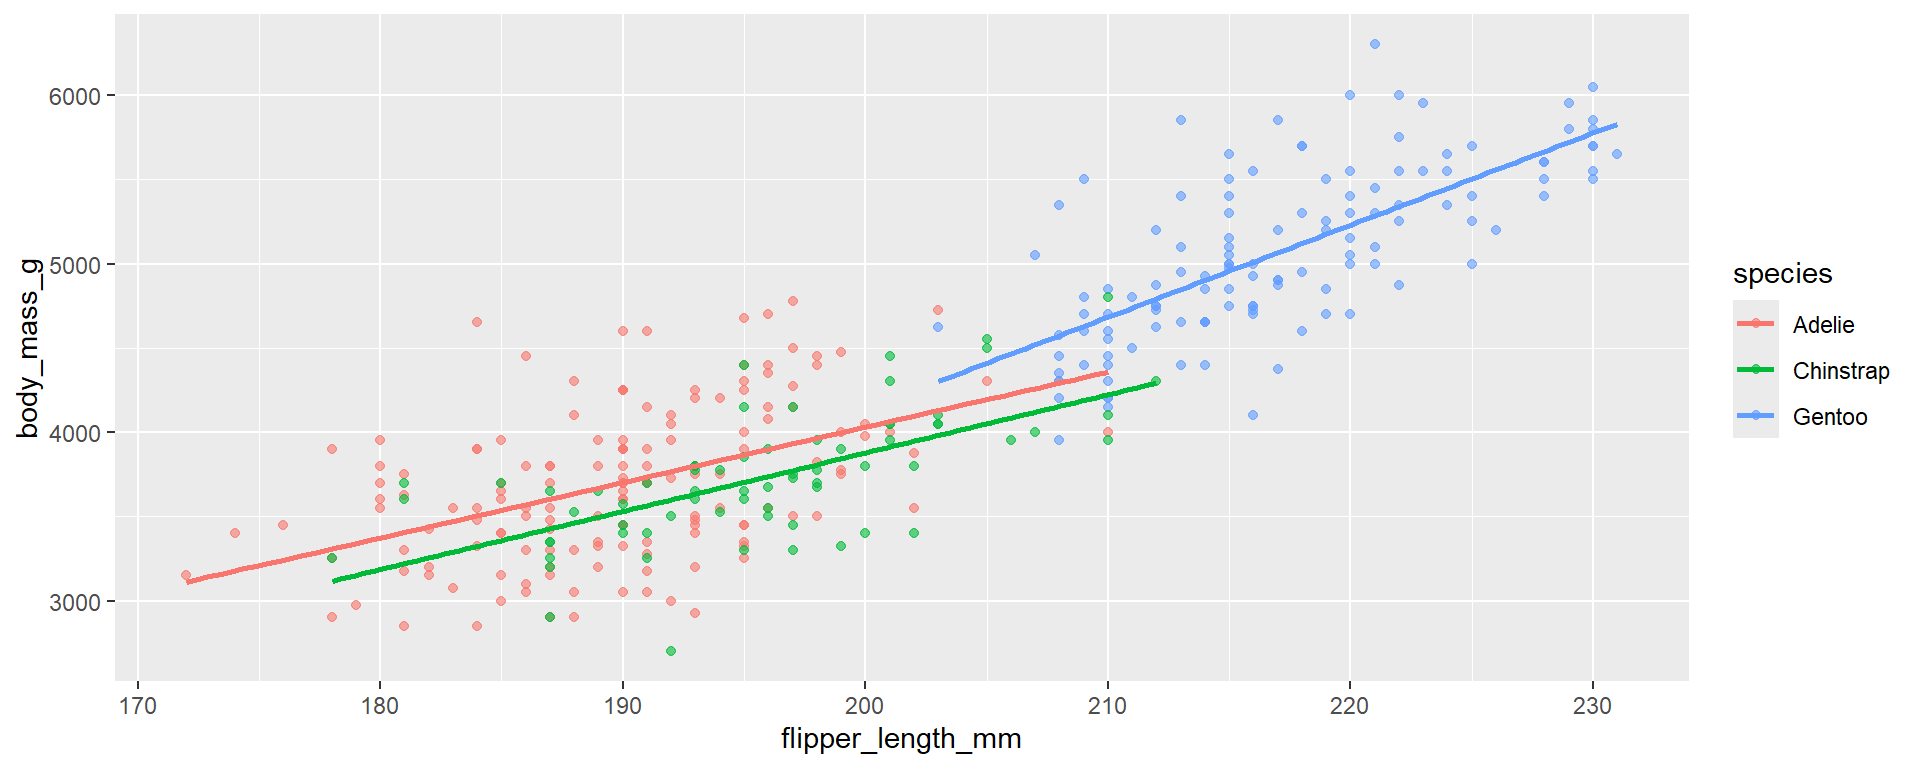 6000
5000
4000
3000
body_mass_g
170 180 190 200 210 220 230
flipper_length_mm
species
Adelie
Chinstrap
Gentoo